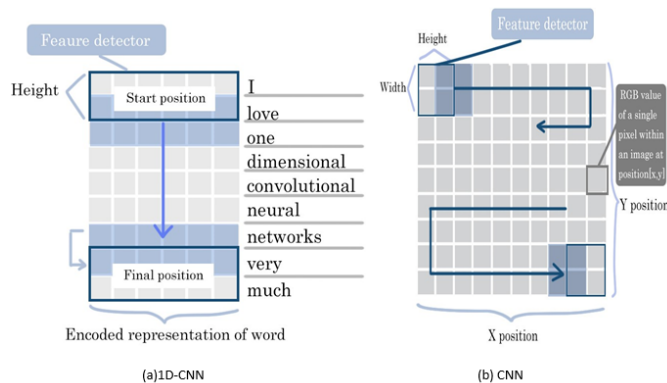 Feaure detector
Height
Start position
Final position
I
love
one
dimensional
convolutional
neural
networks
very
much
Encoded representation of word
(a)1D-CNN
Feature detector
Height
Width
RGB value
of a single
pixel within
an image at
position[x,y]
Y position
X position
(b) CNN